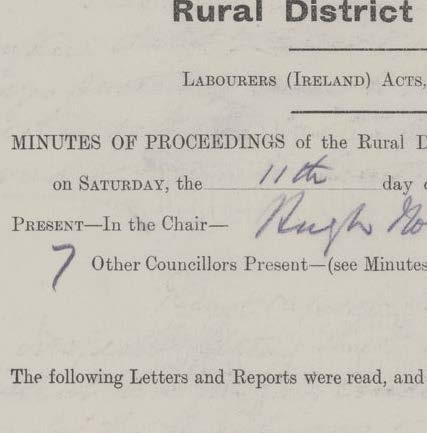 Rural District
LABOURERS (IRELAND) ACTS,
MINUTES OF PROCEEDINGS of the Rural
on SATURDAY, the 11th day
PRESENT—In the Chair— Hugh
7 Other Councillors Present—(see Minutes
The following Letters and Reports were read, and